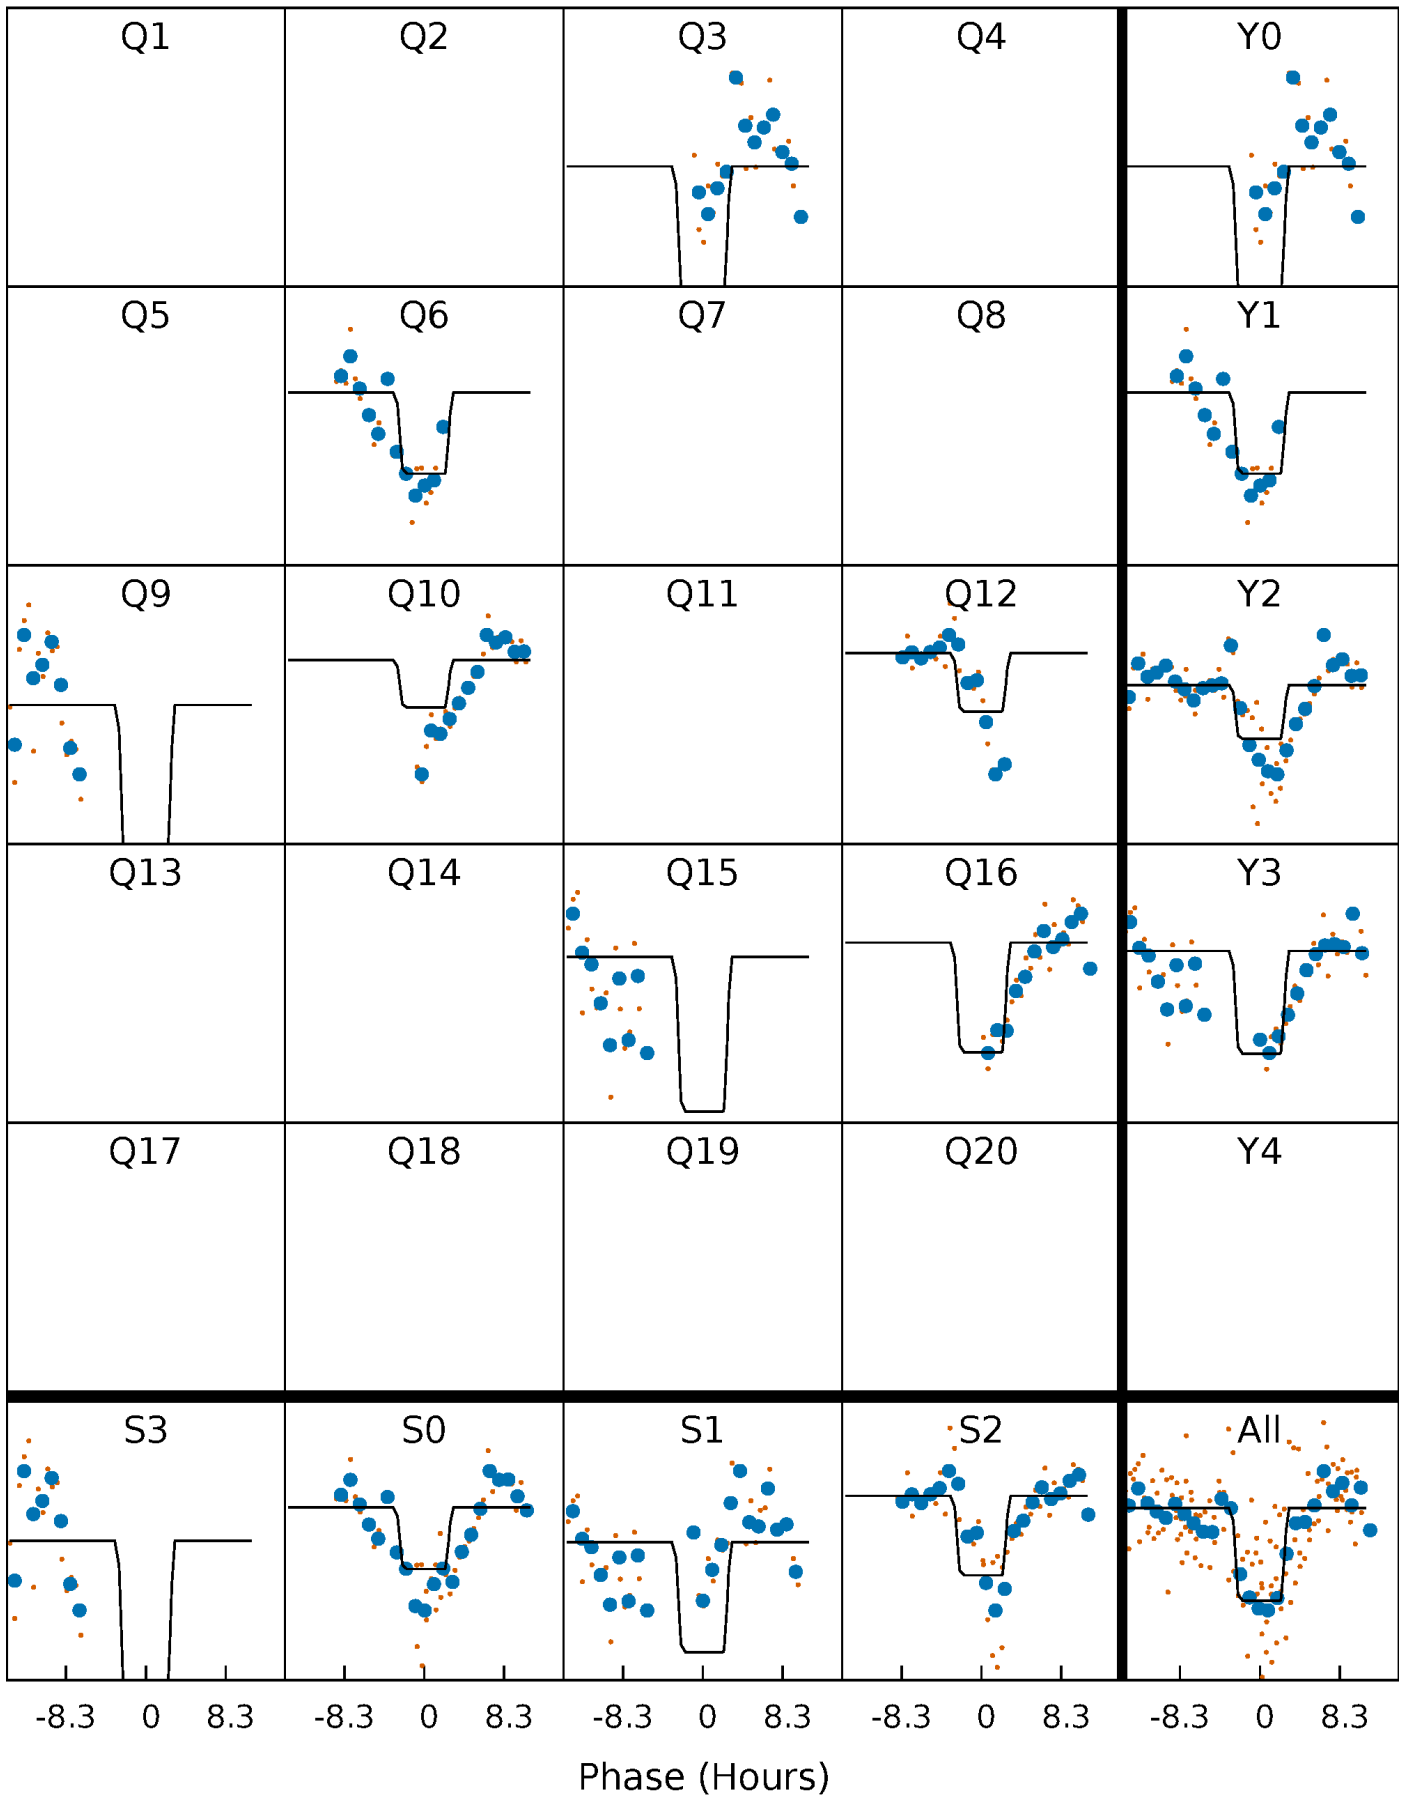 Q1 Q2 Q3 Q4 Y0
Q5 Q6 Q7 Q8 Y1
Q9 Q10 Q11 Q12 Y2
Q13 Q14 Q15 Q16 Y3
Q17 Q18 Q19 Q20 Y4
S3 S0 S1 S2 All
-8.3 0 8.3 -8.3 0 8.3 -8.3 0 8.3 -8.3 0 8.3 -8.3 0 8.3
Phase (Hours)